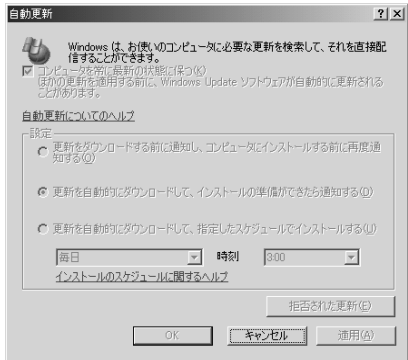 自動更新
Windows は、お使いのコンピュータに必要な更新を検索して、それを直接配
信することができます。
コンピュータを常に最新の状態に保つ(K)
ほかの更新を適用する前に、Windows Update ソフトウェアが自動的に更新される
ことがあります。
自動更新についてのヘルプ
設定
更新をダウンロードする前に通知し、コンピュータにインストールする前に再度通
知する(O)
更新を自動的にダウンロードして、インストールの準備ができたら通知する(D)
更新を自動的にダウンロードして、指定したスケジュールでインストールする(U)
毎日 時刻 3:00
インストールのスケジュールに関するヘルプ
拒否された更新(E)
OK キャンセル 適用(A)